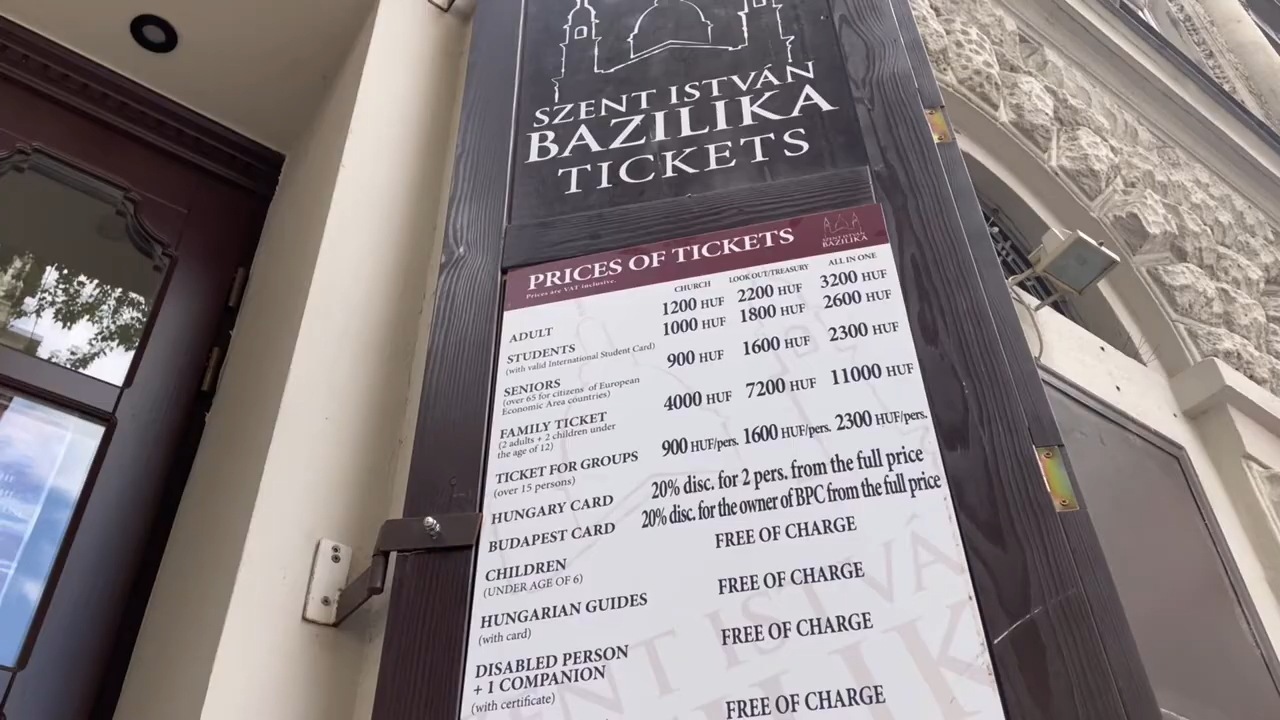 SZENT ISTVÁN
BAZILIKA
TICKETS
PRICES OF TICKETS
Prices are VAT inclusive.
SZENT ISTVÁN
BAZILIKA
CHURCH LOOK OUT/TREASURY ALL IN ONE
ADULT 1200 HUF 2200 HUF 3200 HUF
STUDENTS 1000 HUF 1800 HUF 2600 HUF
(with valid International Student Card)
SENIORS 900 HUF 1600 HUF 2300 HUF
(over 65 for citizens of European
Economic Area countries)
FAMILY TICKET 4000 HUF 7200 HUF 11000 HUF
(2 adults + 2 children under
the age of 12)
TICKET FOR GROUPS 900 HUF/pers. 1600 HUF/pers. 2300 HUF/pers.
(over 15 persons)
HUNGARY CARD 20% disc. for 2 pers. from the full price
BUDAPEST CARD 20% disc. for the owner of BPC from the full price
CHILDREN FREE OF CHARGE
(UNDER AGE OF 6)
HUNGARIAN GUIDES FREE OF CHARGE
(with card)
DISABLED PERSON FREE OF CHARGE
+ 1 COMPANION
(with certificate)
FREE OF CHARGE